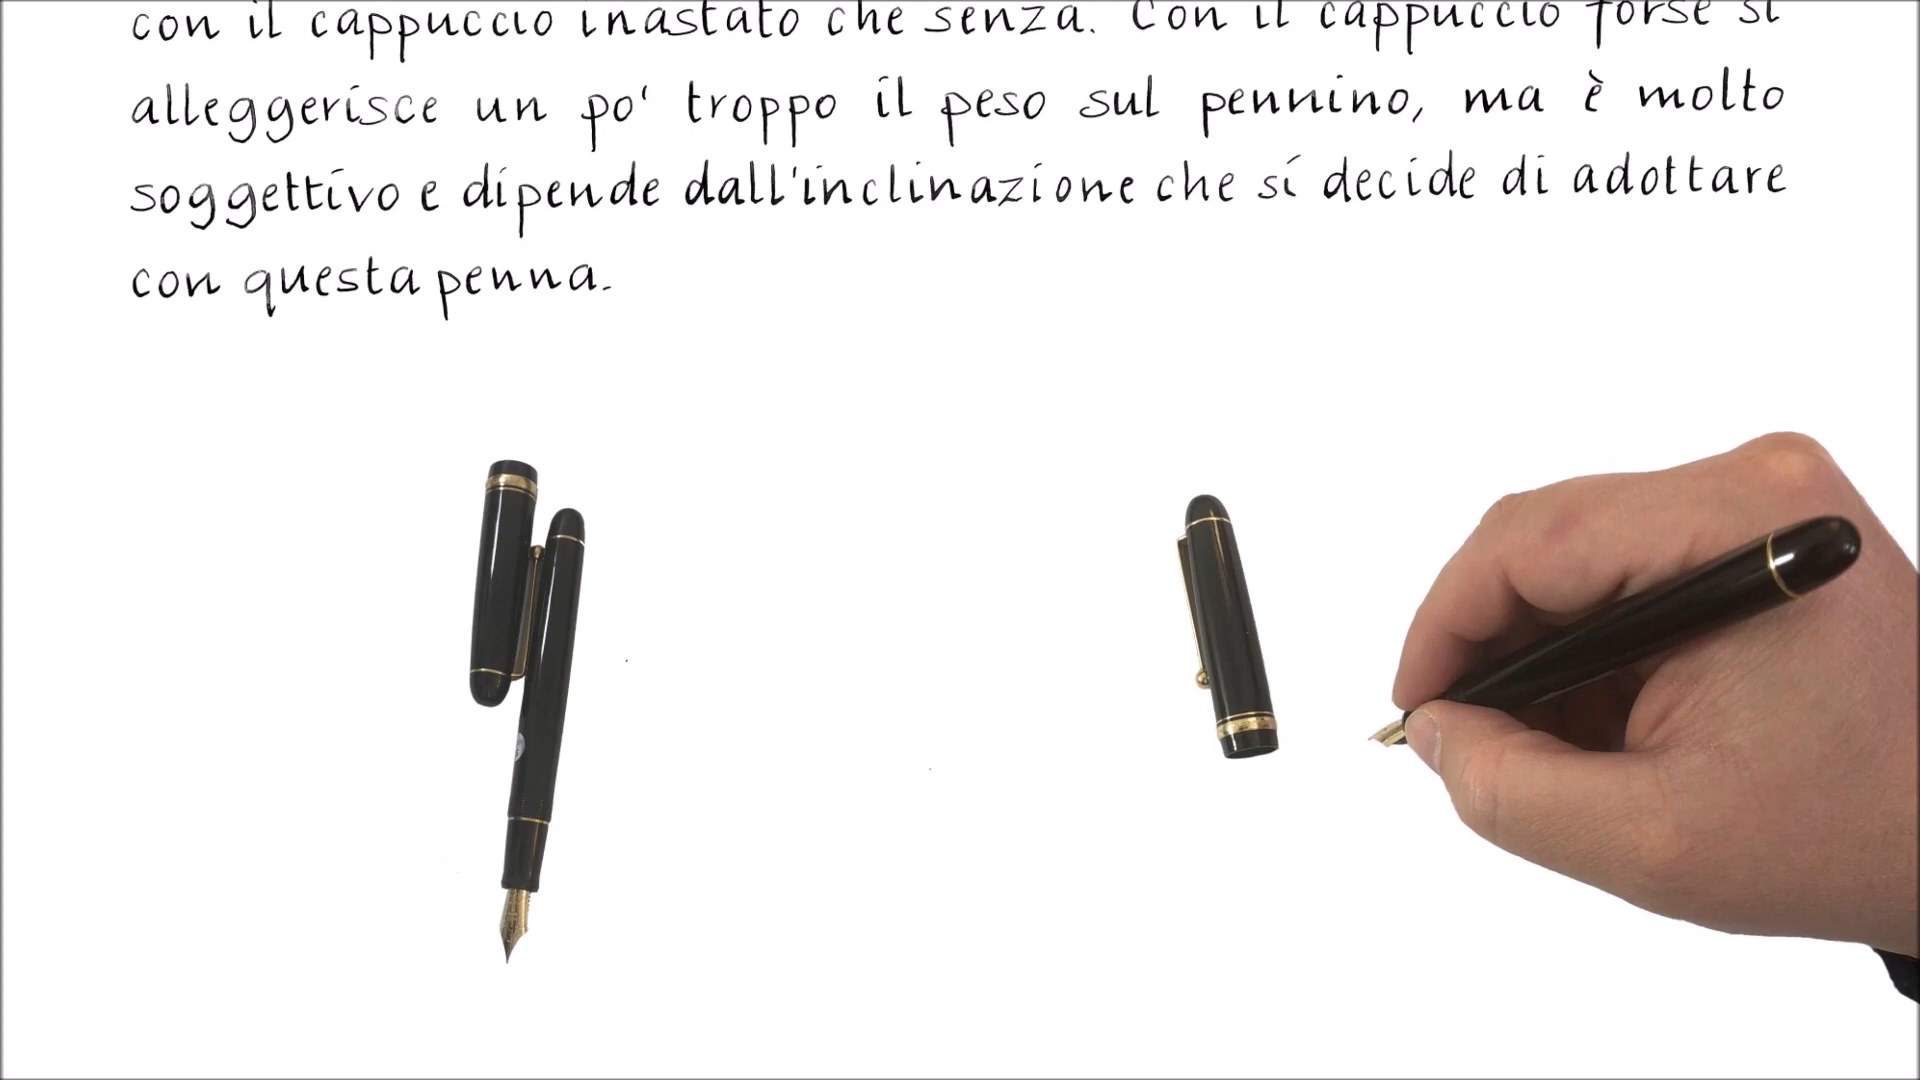 con il cappuccio inastato che senza. Con il cappuccio forse si
alleggerisce un po' troppo il peso sul pennino, ma è molto
soggettivo e dipende dall'inclinazione che si decide di adottare
con questa penna.